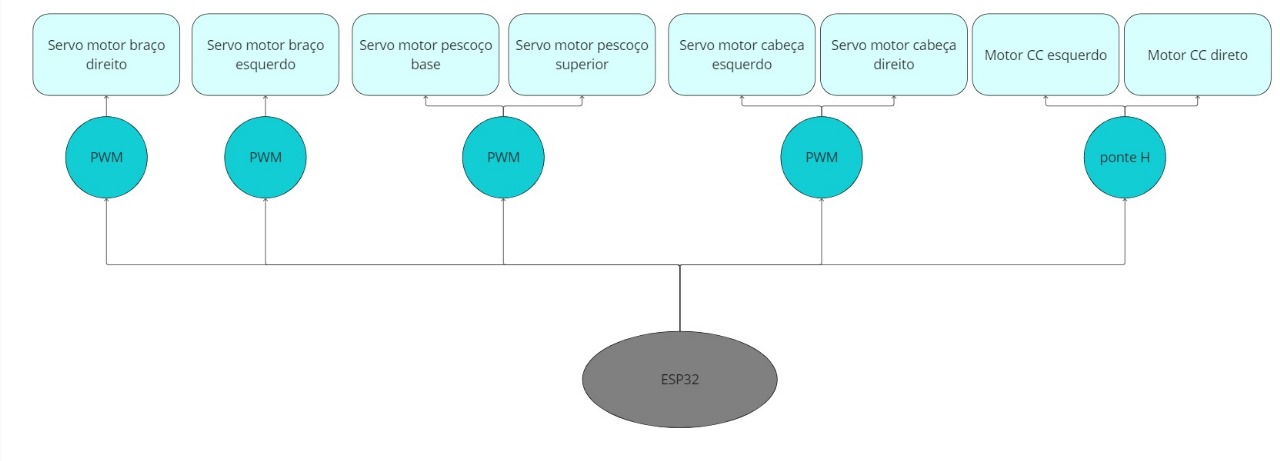 Servo motor braço
direito
Servo motor braço
esquerdo
Servo motor pescoço
base
Servo motor pescoço
superior
Servo motor cabeça
esquerdo
Servo motor cabeça
direito
Motor CC esquerdo
Motor CC direto
PWM
PWM
PWM
PWM
ponte H
ESP32